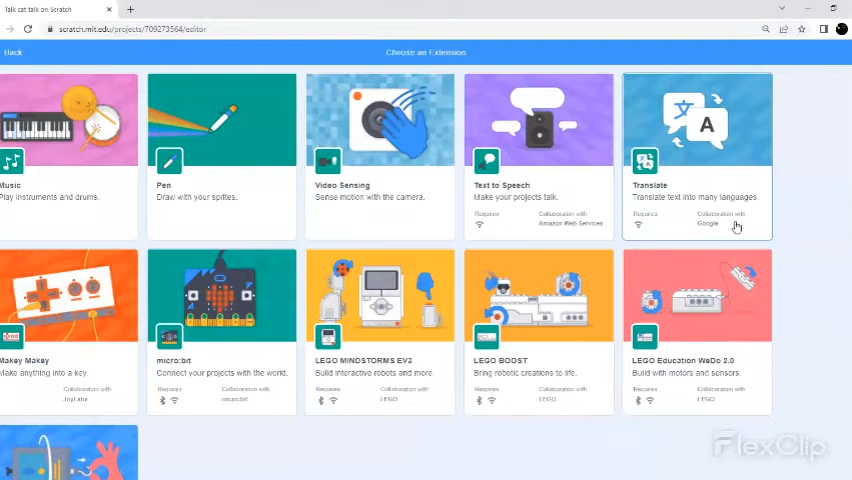 Talk cat talk on Scratch
scratch.mit.edu/projects/709273564/editor
Back
Choose an Extension
Music
Play instruments and drums.
Pen
Draw with your sprites.
Video Sensing
Sense motion with the camera.
Text to Speech
Make your projects talk.
Requires
Collaboration with
Amazon Web Services
文 A
Translate
Translate text into many languages
Requires
Collaboration with
Google
Makey Makey
Make anything into a key.
Collaboration with
JoyLabz
micro:bit
Connect your projects with the world.
Requires
Collaboration with
micro:bit
LEGO MINDSTORMS EV3
Build interactive robots and more.
Requires
Collaboration with
LEGO
LEGO BOOST
Bring robotic creations to life.
Requires
Collaboration with
LEGO
LEGO Education WeDo 2.0
Build with motors and sensors.
Requires
Collaboration with
LEGO
FlexClip